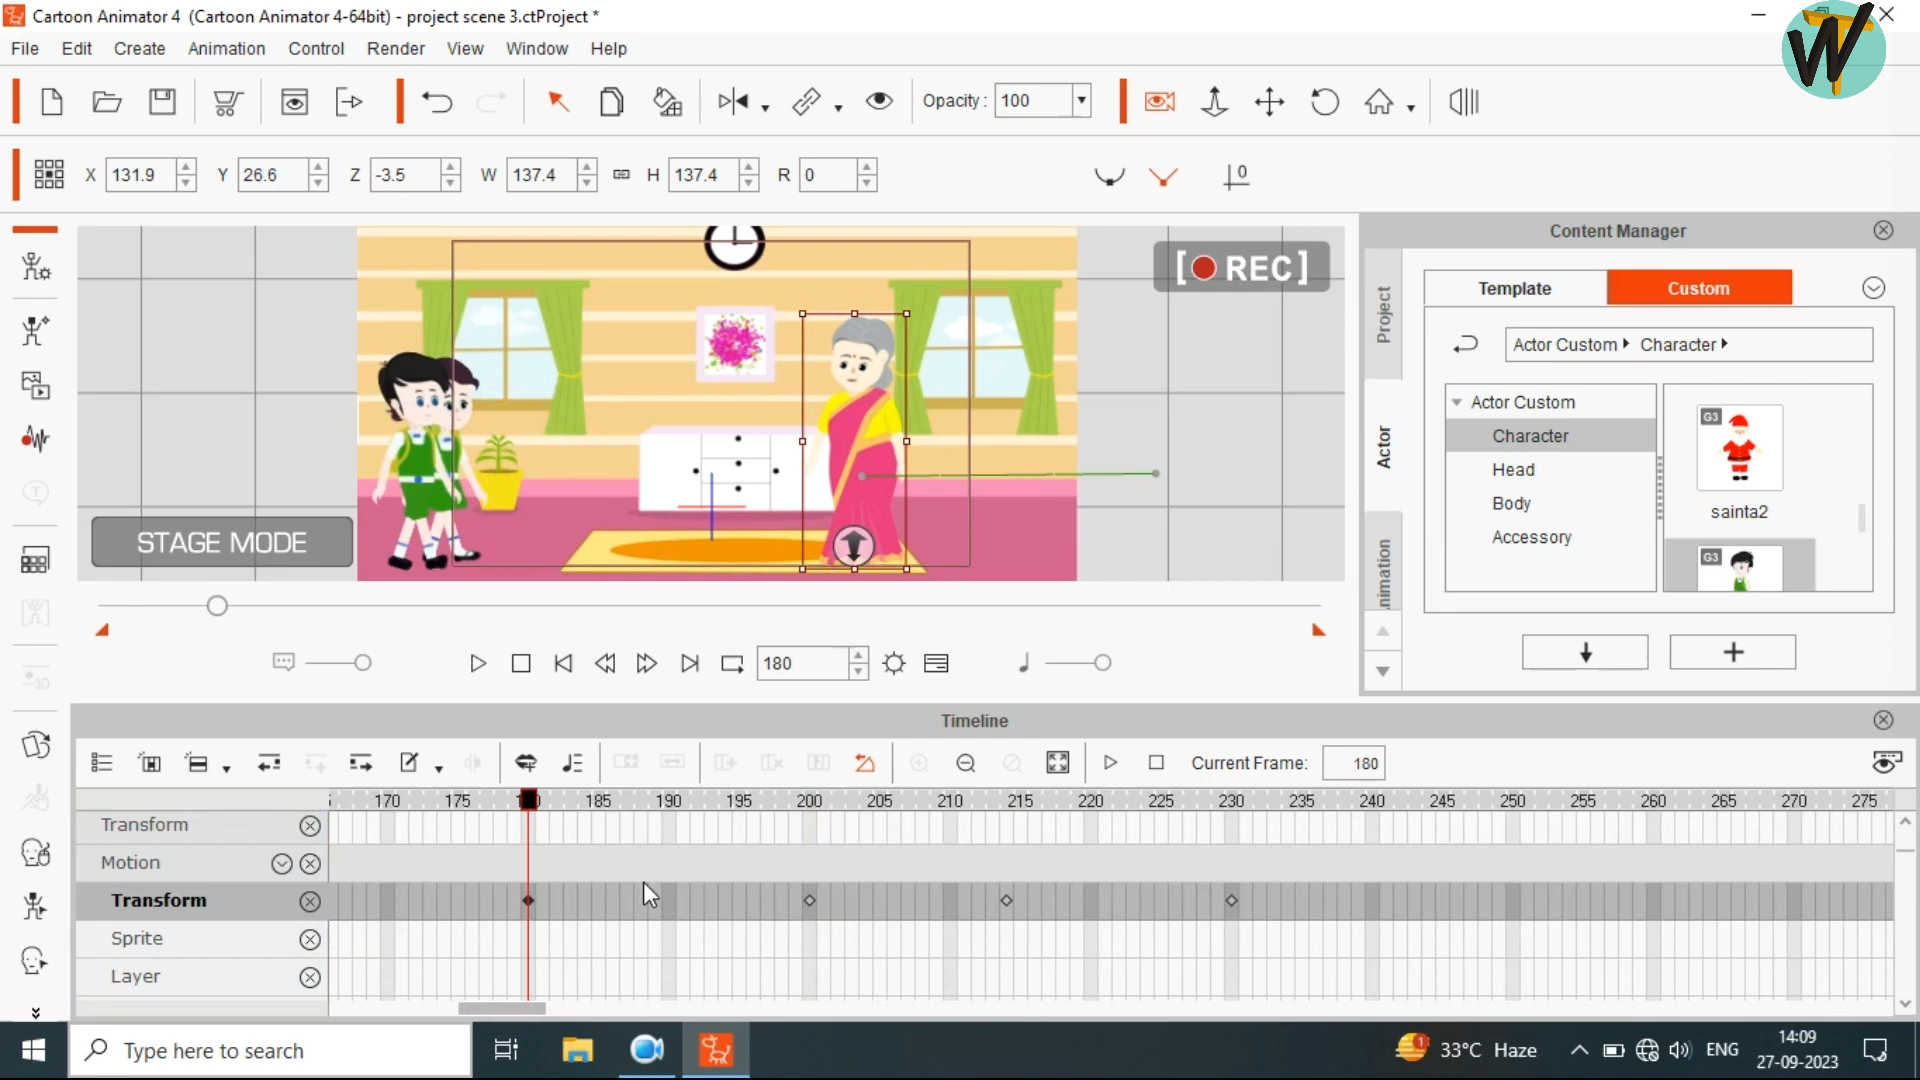 Cartoon Animator 4 (Cartoon Animator 4-64bit) - project scene 3.ctProject *
File Edit Create Animation Control Render View Window Help
Opacity : 100
X 131.9 Y 26.6 Z -3.5 W 137.4 H 137.4 R 0
0
W
[ REC ]
STAGE MODE
Content Manager
Project
Actor
Template Custom
Actor Custom Character
Actor Custom
Character
Head
Body
Accessory
G3
sainta2
G3
180
Timeline
Current Frame: 180
170 175 185 190 195 200 205 210 215 220 225 230 235 240 245 250 255 260 265 270 275
Transform
Motion
Transform
Sprite
Layer
Type here to search
1
33°C Haze
ENG
14:09
27-09-2023